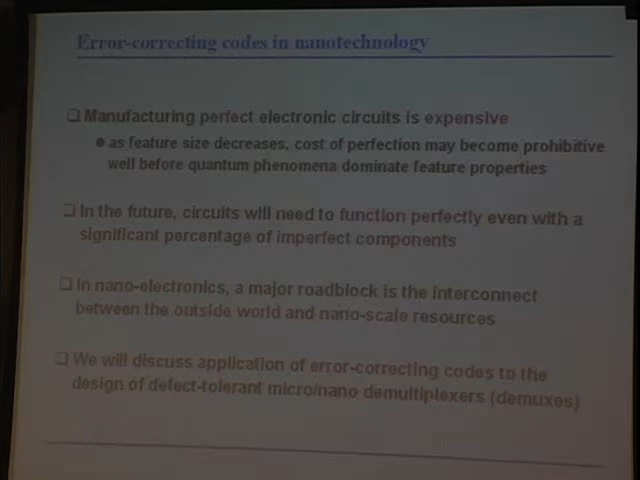 Error-correcting codes in nanotechnology
❑ Manufacturing perfect electronic circuits is expensive
● as feature size decreases, cost of perfection may become prohibitive
well before quantum phenomena dominate feature properties
❑ In the future, circuits will need to function perfectly even with a
significant percentage of imperfect components
❑ In nano-electronics, a major roadblock is the interconnect
between the outside world and nano-scale resources
❑ We will discuss application of error-correcting codes to the
design of defect-tolerant micro/nano demultiplexers (demuxes)